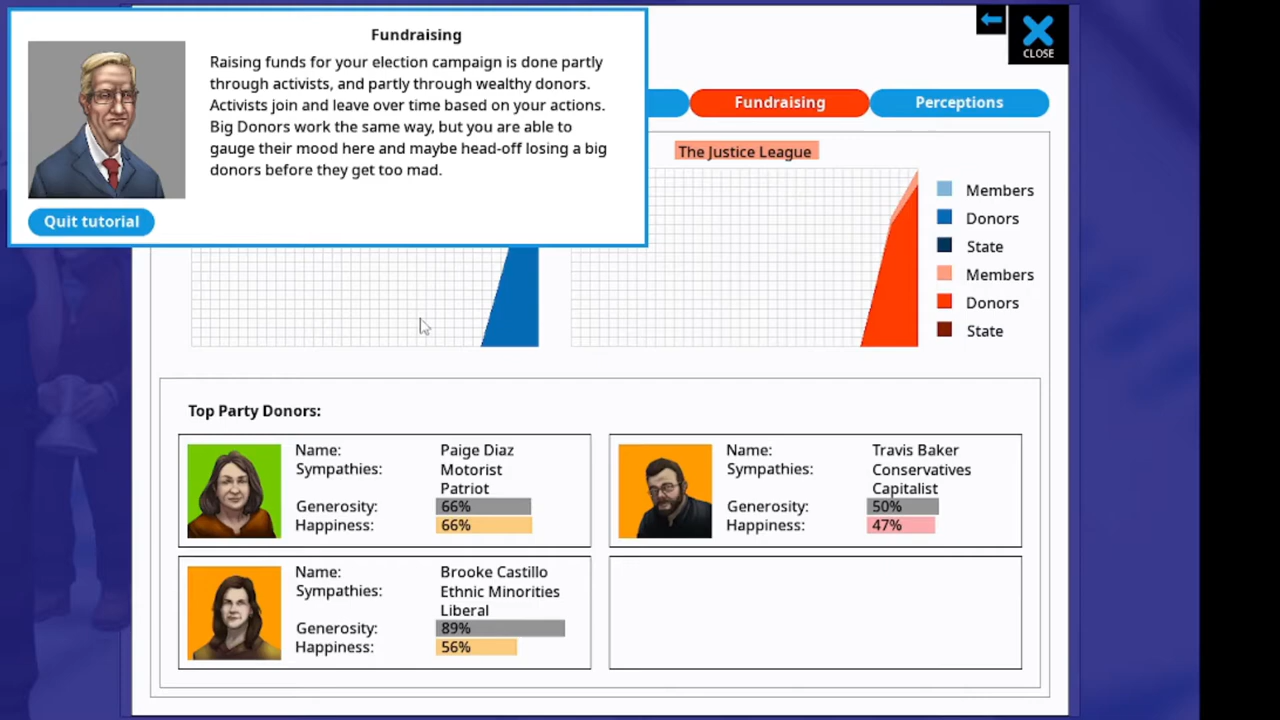 Fundraising
Raising funds for your election campaign is done partly
through activists, and partly through wealthy donors.
Activists join and leave over time based on your actions.
Big Donors work the same way, but you are able to
gauge their mood here and maybe head-off losing a big
donors before they get too mad.
Quit tutorial
CLOSE
Fundraising
Perceptions
The Justice League
Members
Donors
State
Members
Donors
State
Top Party Donors:
Name: Paige Diaz
Sympathies: Motorist
Patriot
Generosity: 66%
Happiness: 66%
Name: Travis Baker
Sympathies: Conservatives
Capitalist
Generosity: 50%
Happiness: 47%
Name: Brooke Castillo
Sympathies: Ethnic Minorities
Liberal
Generosity: 89%
Happiness: 56%